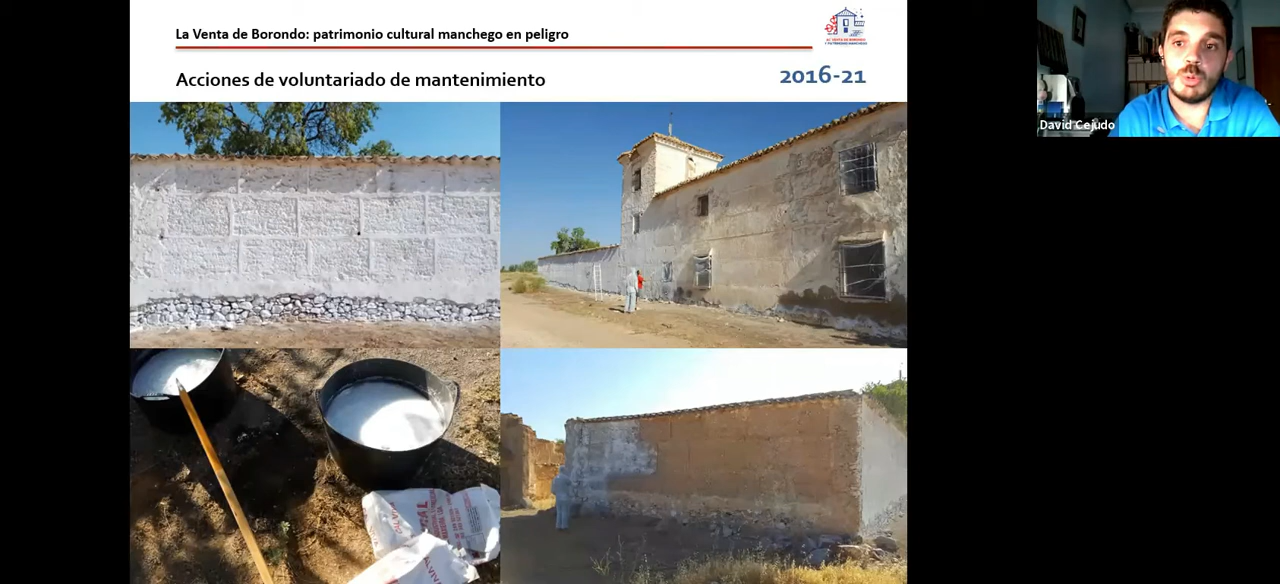 La Venta de Borondo: patrimonio cultural manchego en peligro
Acciones de voluntariado de mantenimiento
2016-21
David Cejudo